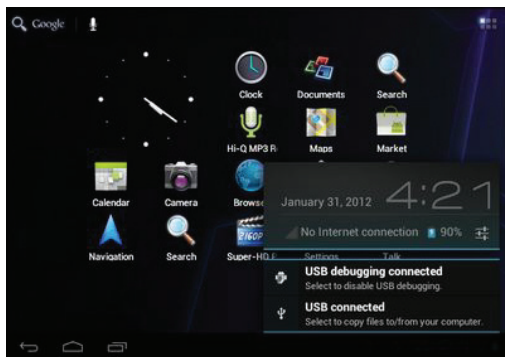 Google
Clock
Documents
Search
Hi-Q MP3 R
Maps
Market
Calendar
Camera
Browse
January 31, 2012
4:21
No Internet connection
90%
Navigation
Search
2160P
Super-HD
Settings
Talk
USB debugging connected
Select to disable USB debugging.
USB connected
Select to copy files to/from your computer.